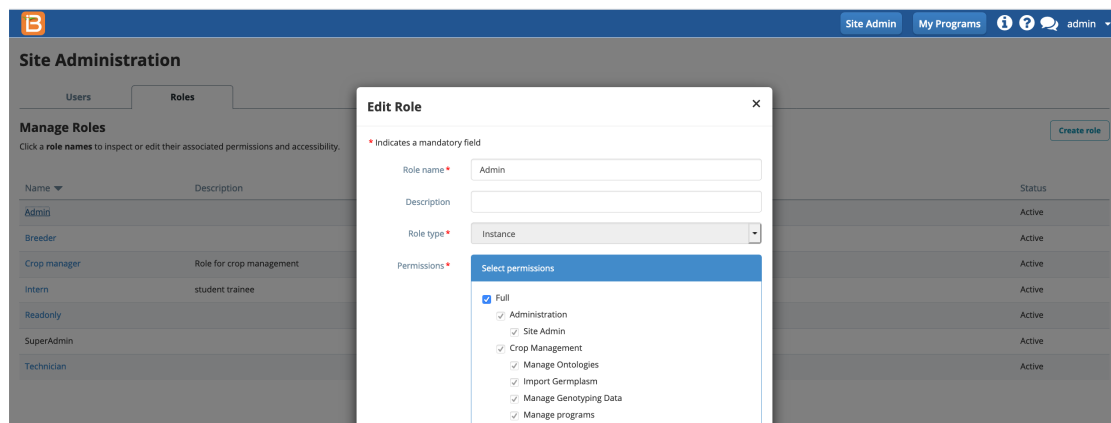 B
Site Admin My Programs admin
Site Administration
Users Roles
Manage Roles
Click a role names to inspect or edit their associated permissions and accessibility.
Create role
Name Description Status
Admin Active
Breeder Active
Crop manager Role for crop management Active
Intern student trainee Active
Readonly Active
SuperAdmin Active
Technician Active
Edit Role ×
* Indicates a mandatory field
Role name * Admin
Description
Role type * Instance
Permissions * Select permissions
Full
Administration
Site Admin
Crop Management
Manage Ontologies
Import Germplasm
Manage Genotyping Data
Manage programs